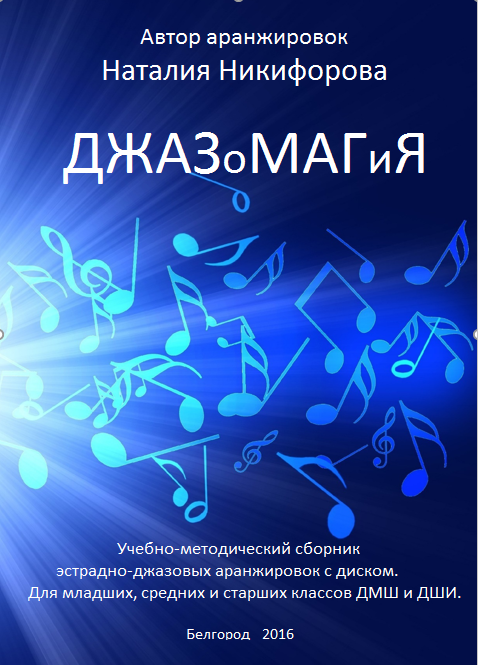 Автор аранжировок
Наталия Никифорова
ДЖАЗоМАГиЯ
Учебно-методический сборник
эстрадно-джазовых аранжировок с диском.
Для младших, средних и старших классов ДМШ и ДШИ.
Белгород 2016